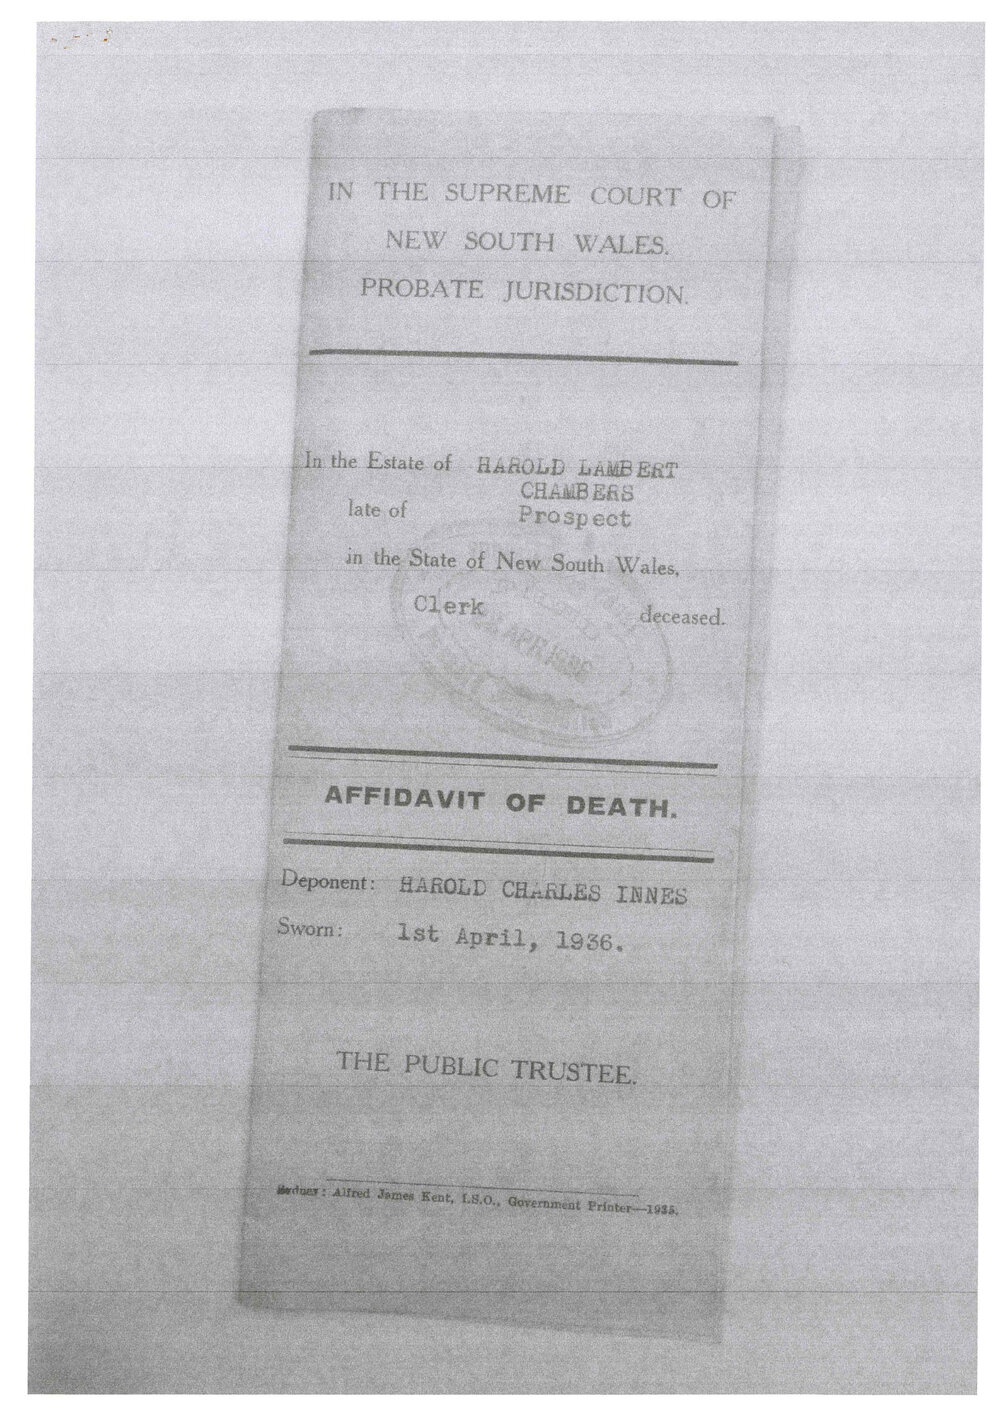 IN THE SUPREME COURT OF
NEW SOUTH WALES.
PROBATE JURISDICTION.
In the Estate of HAROLD LAMBERT
CHAMBERS
late of Prospect
in the State of New South Wales,
Clerk deceased.
APR 1936
AFFIDAVIT OF DEATH.
Deponent: HAROLD CHARLES INNES
Sworn: 1st April, 1936.
THE PUBLIC TRUSTEE.
Sydney: Alfred James Kent, I.S.O., Government Printer—1935.